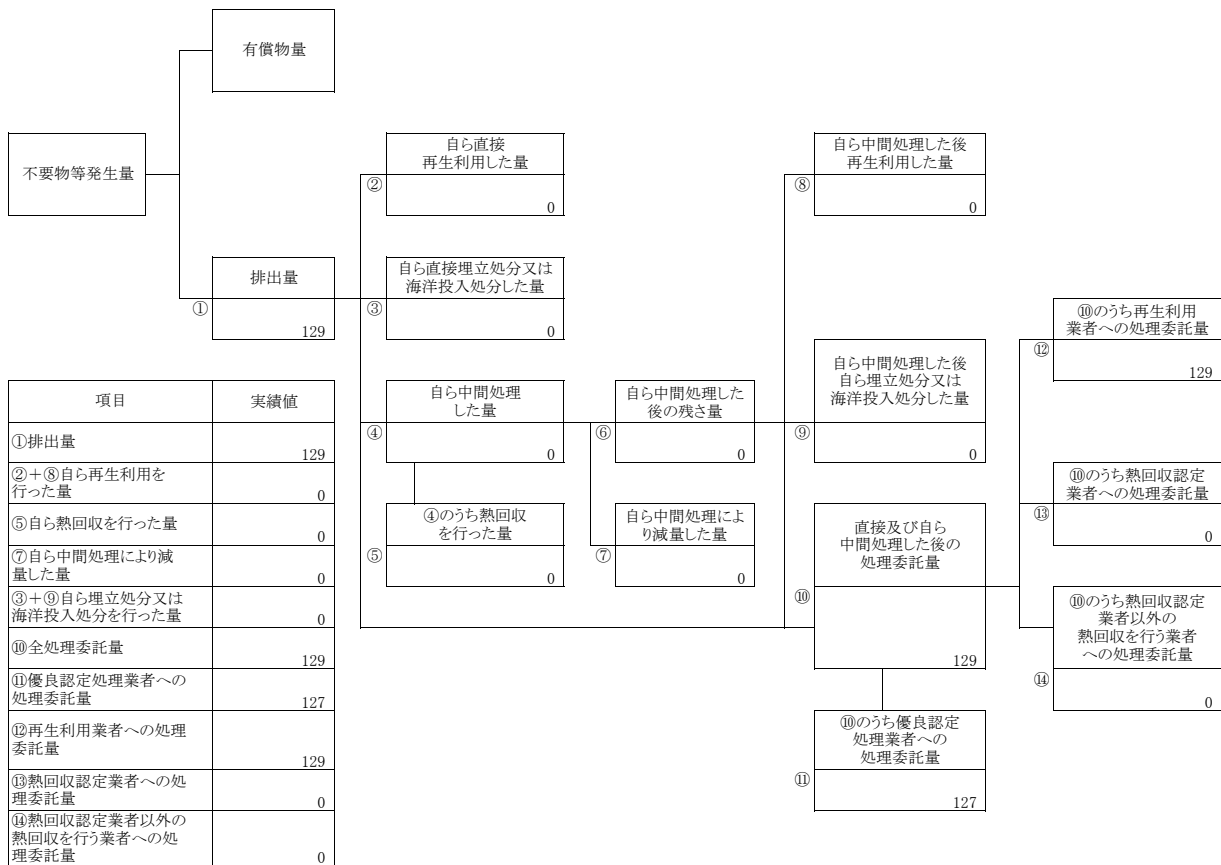 有償物量
不要物等発生量
自ら直接
再生利用した量
②
0
自ら中間処理した後
再生利用した量
⑧
0
排出量
①
129
自ら直接埋立処分又は
海洋投入処分した量
③
0
⑩のうち再生利用
業者への処理委託量
⑫
129
自ら中間処理
した量
④
0
自ら中間処理した
後の残さ量
⑥
0
自ら中間処理した後
自ら埋立処分又は
海洋投入処分した量
⑨
0
⑩のうち熱回収認定
業者への処理委託量
⑬
0
④のうち熱回収
を行った量
⑤
0
自ら中間処理によ
り減量した量
⑦
0
直接及び自ら
中間処理した後の
処理委託量
⑩
129
⑩のうち熱回収認定
業者以外の
熱回収を行う業者
への処理委託量
⑭
0
⑩のうち優良認定
処理業者への
処理委託量
⑪
127
項目 実績値
①排出量 129
②+⑧自ら再生利用を
行った量 0
⑤自ら熱回収を行った量 0
⑦自ら中間処理により減
量した量 0
③+⑨自ら埋立処分又は
海洋投入処分を行った量 0
⑩全処理委託量 129
⑪優良認定処理業者への
処理委託量 127
⑫再生利用業者への処理
委託量 129
⑬熱回収認定業者への処
理委託量 0
⑭熱回収認定業者以外の
熱回収を行う業者への処
理委託量 0